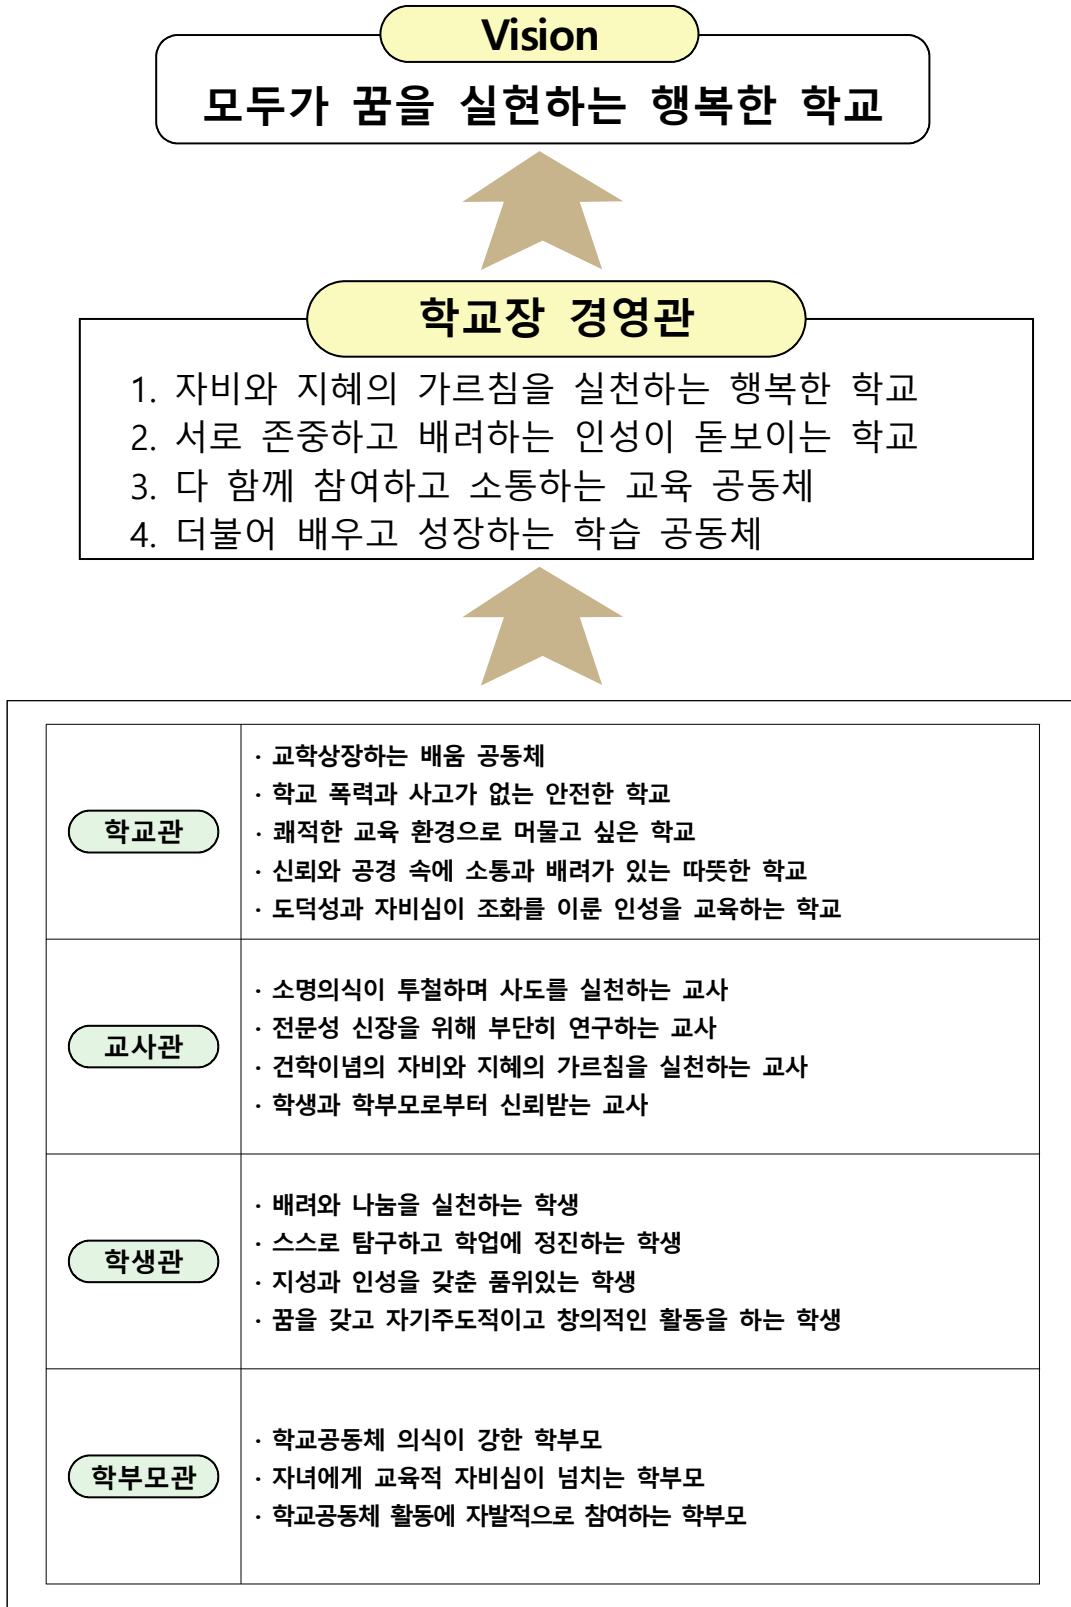 Vision
모두가 꿈을 실현하는 행복한 학교
학교장 경영관
1. 자비와 지혜의 가르침을 실천하는 행복한 학교
2. 서로 존중하고 배려하는 인성이 돋보이는 학교
3. 다 함께 참여하고 소통하는 교육 공동체
4. 더불어 배우고 성장하는 학습 공동체
학교관
· 교학상장하는 배움 공동체
· 학교 폭력과 사고가 없는 안전한 학교
· 쾌적한 교육 환경으로 머물고 싶은 학교
· 신뢰와 공경 속에 소통과 배려가 있는 따뜻한 학교
· 도덕성과 자비심이 조화를 이룬 인성을 교육하는 학교
교사관
· 소명의식이 투철하며 사도를 실천하는 교사
· 전문성 신장을 위해 부단히 연구하는 교사
· 건학이념의 자비와 지혜의 가르침을 실천하는 교사
· 학생과 학부모로부터 신뢰받는 교사
학생관
· 배려와 나눔을 실천하는 학생
· 스스로 탐구하고 학업에 정진하는 학생
· 지성과 인성을 갖춘 품위있는 학생
· 꿈을 갖고 자기주도적이고 창의적인 활동을 하는 학생
학부모관
· 학교공동체 의식이 강한 학부모
· 자녀에게 교육적 자비심이 넘치는 학부모
· 학교공동체 활동에 자발적으로 참여하는 학부모